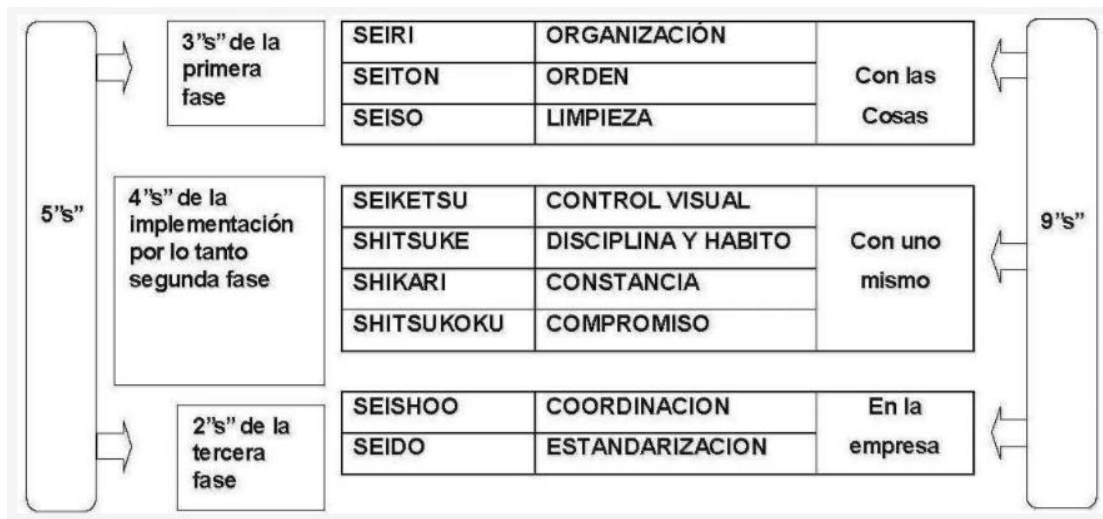 5"s"
3"s" de la
primera
fase
SEIRI ORGANIZACIÓN
SEITON ORDEN
SEISO LIMPIEZA
Con las
Cosas
4"s" de la
implementación
por lo tanto
segunda fase
SEIKETSU CONTROL VISUAL
SHITSUKE DISCIPLINA Y HABITO
SHIKARI CONSTANCIA
SHITSUKOKU COMPROMISO
Con uno
mismo
2"s" de la
tercera
fase
SEISHOO COORDINACION
SEIDO ESTANDARIZACION
En la
empresa
9"s"